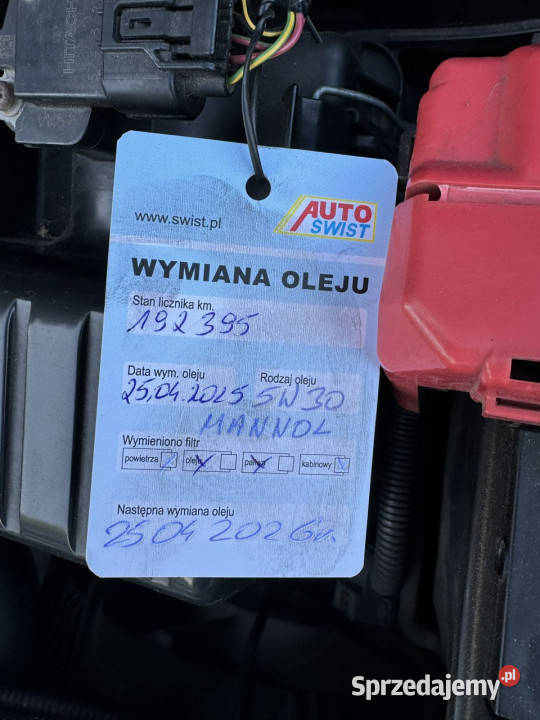 HITACHI
www.swist.pl
AUTO
SWIST
WYMIANA OLEJU
Stan licznika km.
192395
Data wym. oleju
Rodzaj oleju
25.04.2025 5W30
MANNOL
Wymieniono filtr
powietrza oleju paliwa kabinowy
Następna wymiana oleju
25 04 2026r.
Sprzedajemy.pl